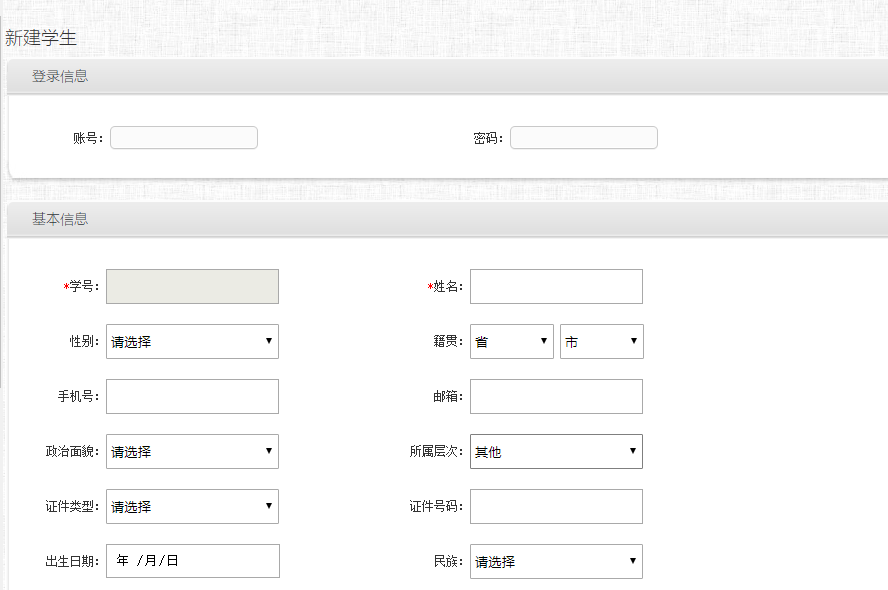 新建学生
登录信息
账号: 密码:
基本信息
*学号: *姓名:
性别: 请选择 籍贯: 省 市
手机号: 邮箱:
政治面貌: 请选择 所属层次: 其他
证件类型: 请选择 证件号码:
出生日期: 年 /月/日 民族: 请选择